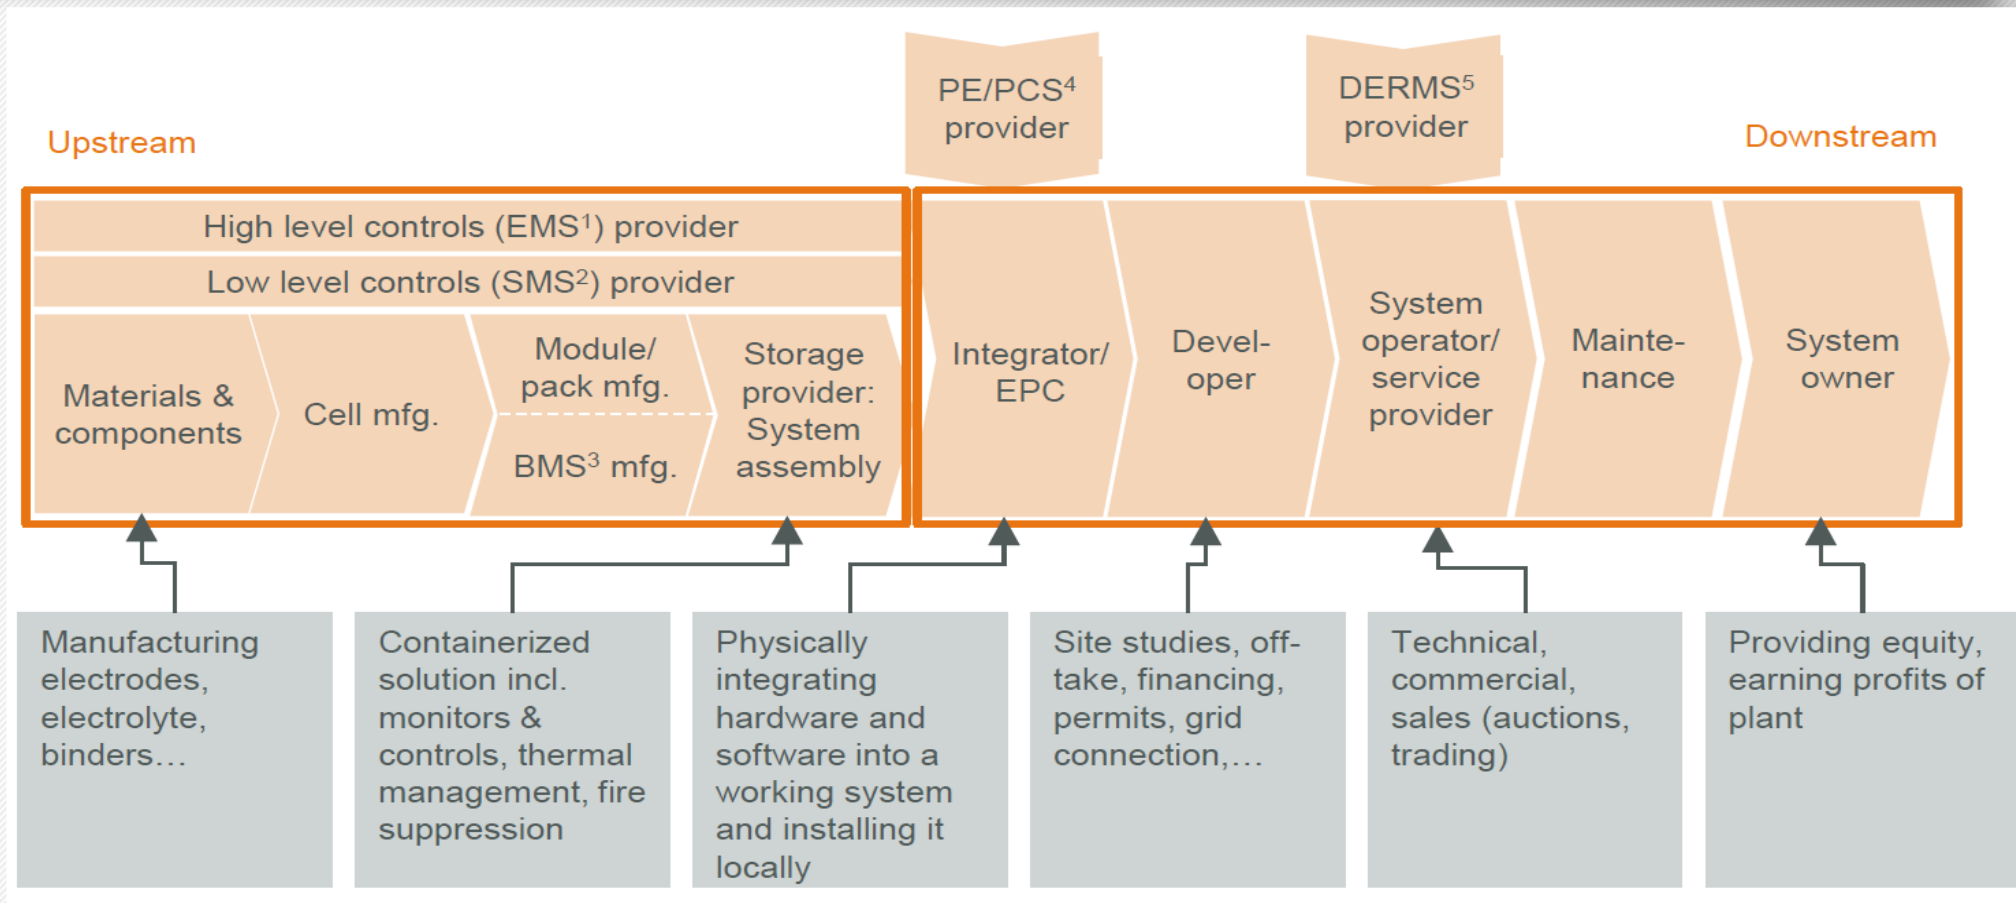 PE/PCS⁴
provider
DERMS⁵
provider
Upstream
Downstream
High level controls (EMS¹) provider
Low level controls (SMS²) provider
Materials &
components
Cell mfg.
Module/
pack mfg.
BMS³ mfg.
Storage
provider:
System
assembly
Integrator/
EPC
Devel-
oper
System
operator/
service
provider
Mainte-
nance
System
owner
Manufacturing
electrodes,
electrolyte,
binders…
Containerized
solution incl.
monitors &
controls, thermal
management, fire
suppression
Physically
integrating
hardware and
software into a
working system
and installing it
locally
Site studies, off-
take, financing,
permits, grid
connection,…
Technical,
commercial,
sales (auctions,
trading)
Providing equity,
earning profits of
plant